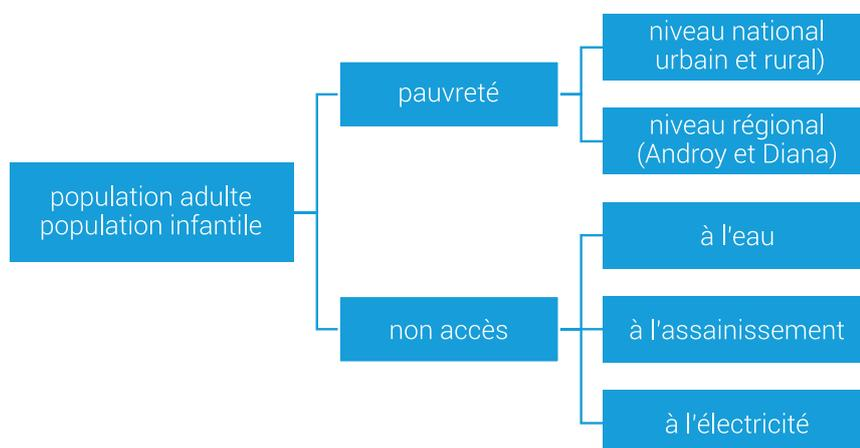 population adulte
population infantile
pauvreté
niveau national
urbain et rural)
niveau régional
(Androy et Diana)
non accès
à l'eau
à l'assainissement
à l'électricité